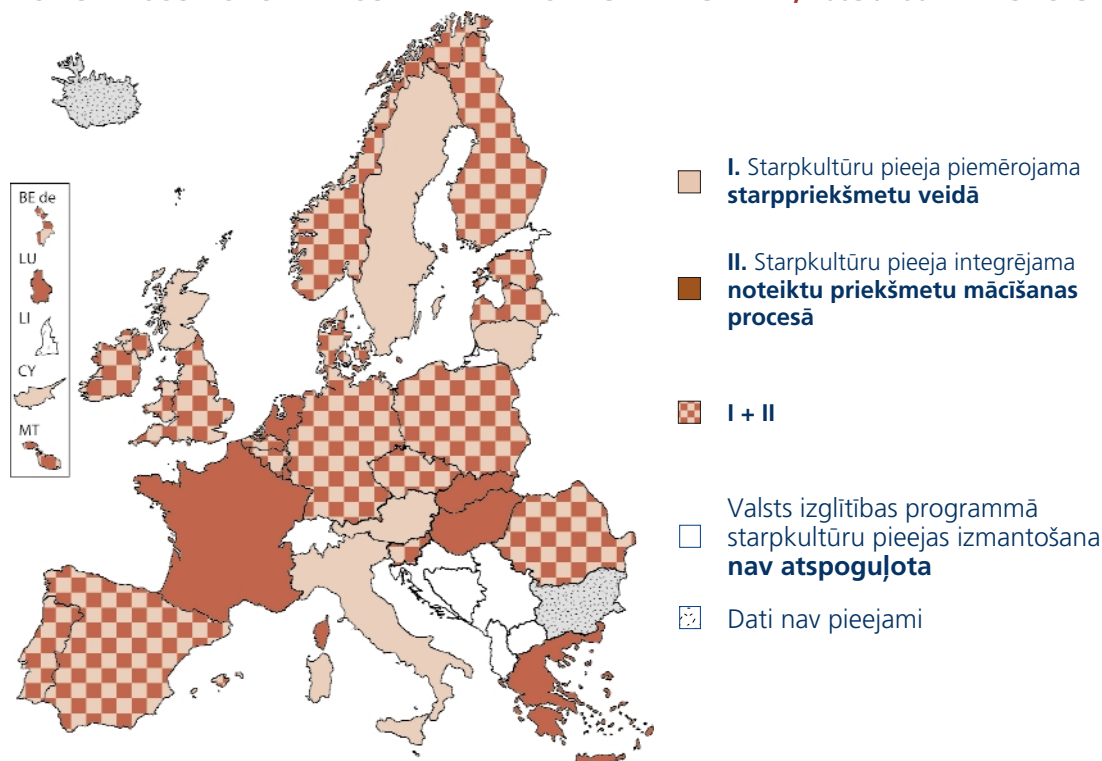 BE de
LU
LI
CY
MT
I. Starpkultūru pieeja piemērojama
starppriekšmetu veidā
II. Starpkultūru pieeja integrējama
noteiktu priekšmetu mācīšanas
procesā
I + II
Valsts izglītības programmā
starpkultūru pieejas izmantošana
nav atspoguļota
Dati nav pieejami